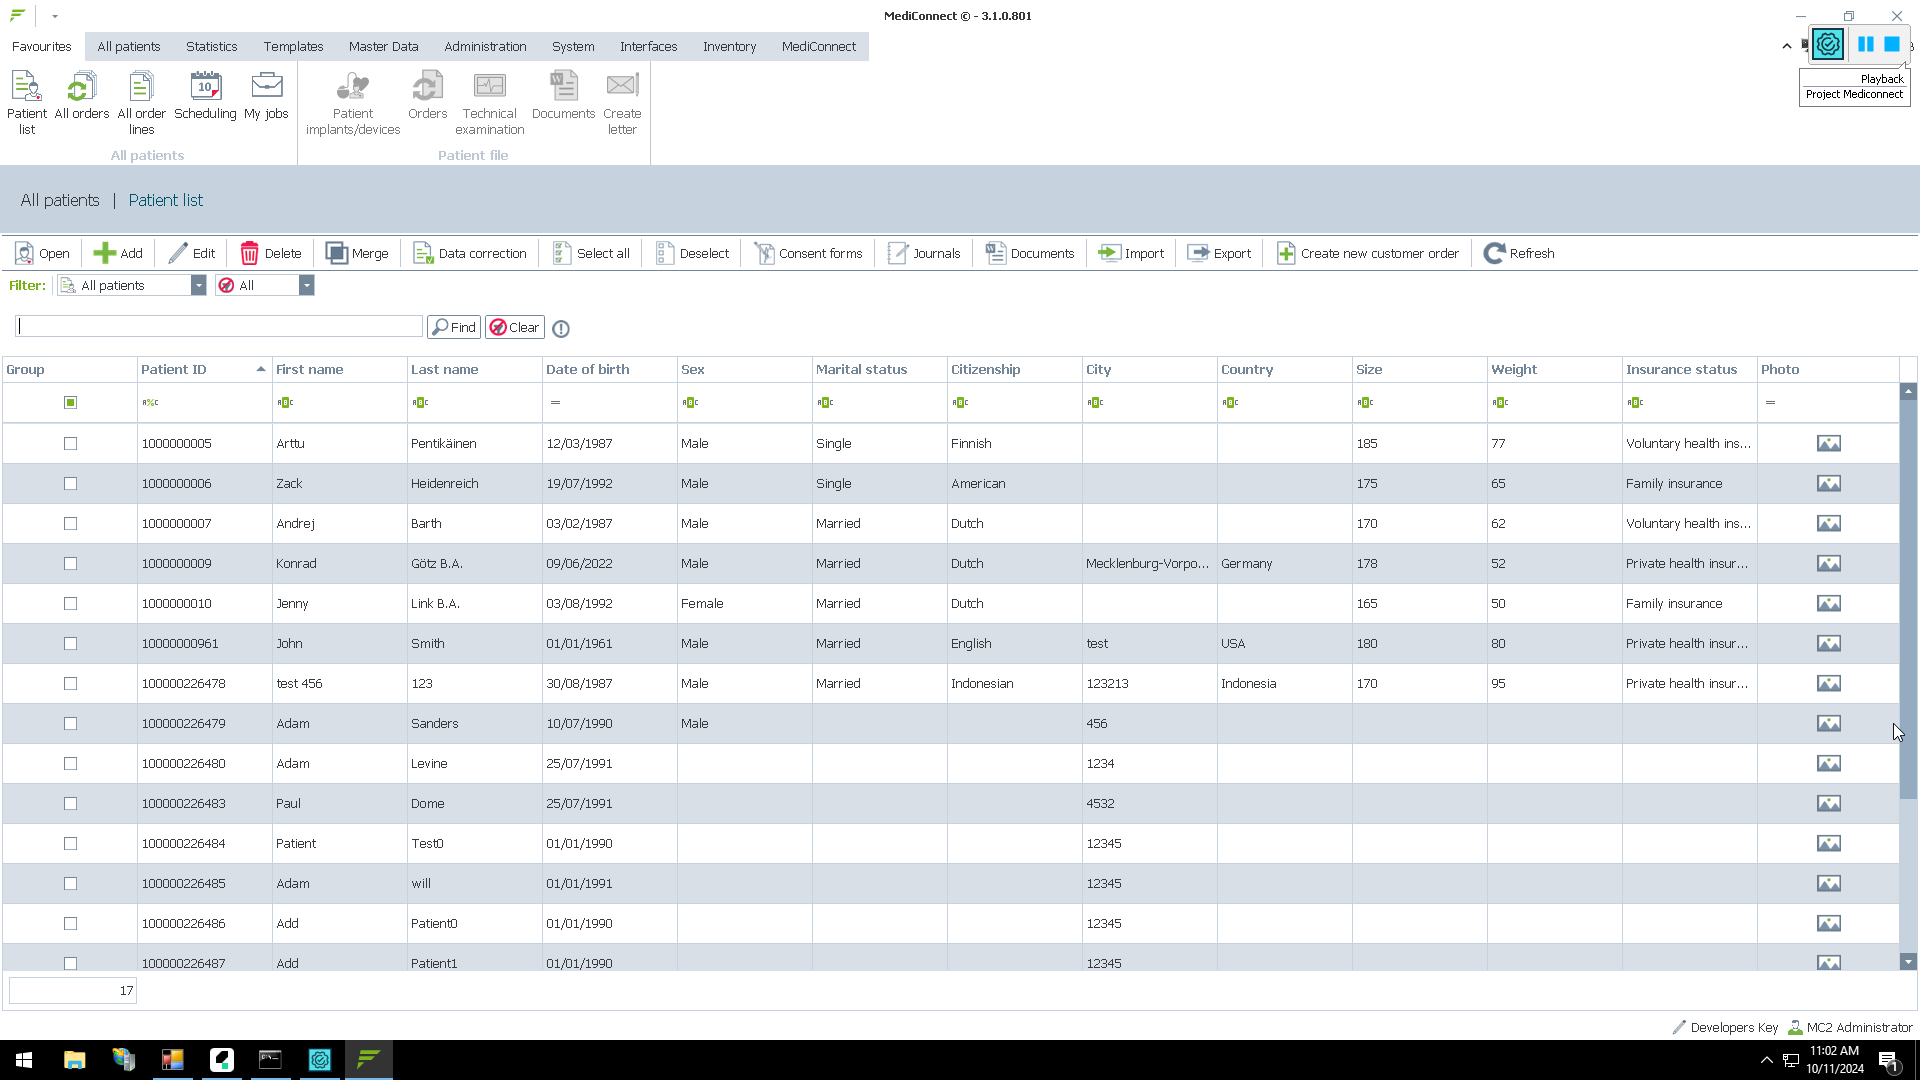 MediConnect © - 3.1.0.801
Favourites All patients Statistics Templates Master Data Administration System Interfaces Inventory MediConnect
Patient list All orders All order lines Scheduling My jobs Patient implants/devices Orders Technical examination Documents Create letter
All patients Patient file
Playback
Project Mediconnect
All patients | Patient list
Open Add Edit Delete Merge Data correction Select all Deselect Consent forms Journals Documents Import Export Create new customer order Refresh
Filter: All patients All
Find Clear
Group Patient ID First name Last name Date of birth Sex Marital status Citizenship City Country Size Weight Insurance status Photo
1000000005 Arttu Pentikäinen 12/03/1987 Male Single Finnish 185 77 Voluntary health ins...
1000000006 Zack Heidenreich 19/07/1992 Male Single American 175 65 Family insurance
1000000007 Andrej Barth 03/02/1987 Male Married Dutch 170 62 Voluntary health ins...
1000000009 Konrad Götz B.A. 09/06/2022 Male Married Dutch Mecklenburg-Vorpo... Germany 178 52 Private health insur...
1000000010 Jenny Link B.A. 03/08/1992 Female Married Dutch 165 50 Family insurance
10000000961 John Smith 01/01/1961 Male Married English test USA 180 80 Private health insur...
100000226478 test 456 123 30/08/1987 Male Married Indonesian 123213 Indonesia 170 95 Private health insur...
100000226479 Adam Sanders 10/07/1990 Male 456
100000226480 Adam Levine 25/07/1991 1234
100000226483 Paul Dome 25/07/1991 4532
100000226484 Patient Test0 01/01/1990 12345
100000226485 Adam will 01/01/1991 12345
100000226486 Add Patient0 01/01/1990 12345
100000226487 Add Patient1 01/01/1990 12345
17
Developers Key MC2 Administrator
11:02 AM
10/11/2024
1